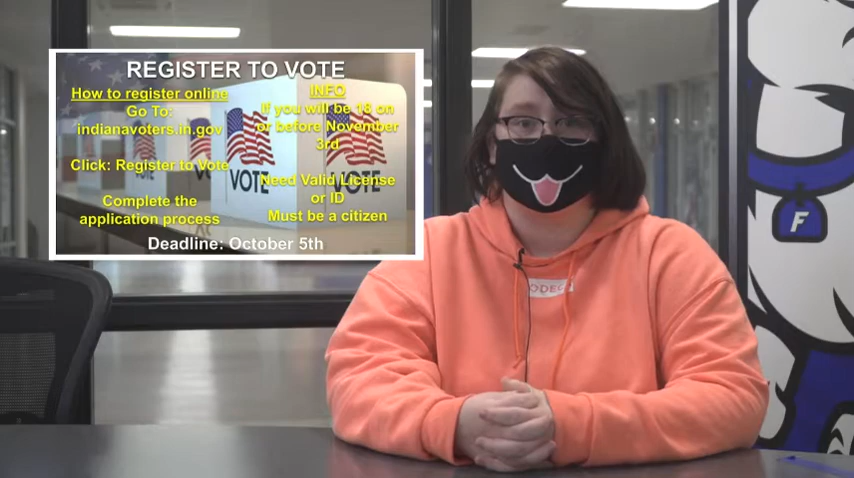 REGISTER TO VOTE
How to register online
Go To:
indianavoters.in.gov
Click: Register to Vote
Complete the
application process
INFO
If you will be 18 on
or before November
3rd
Need Valid License
or ID
Must be a citizen
Deadline: October 5th
VOTE
VOTE
F